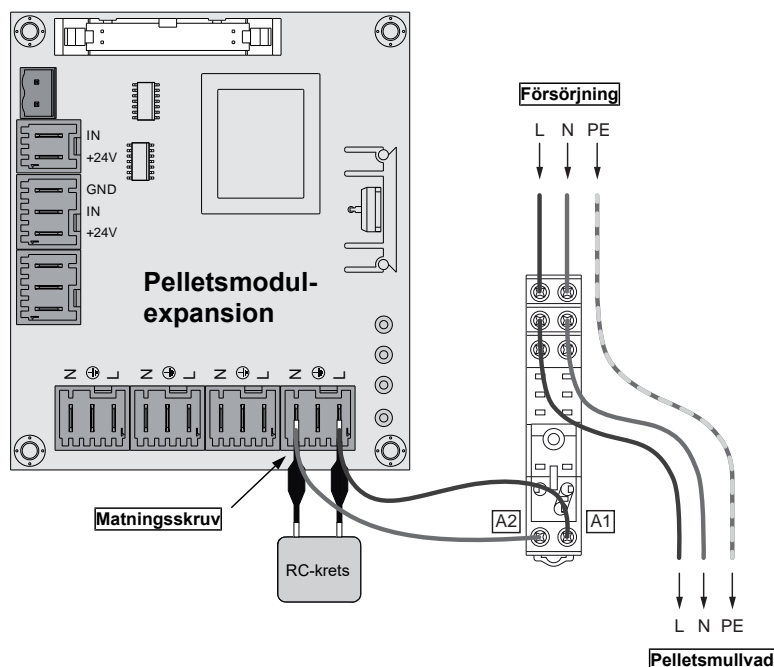 Försörjning
L N PE
IN
+24V
GND
IN
+24V
Pelletsmodul-
expansion
N L N L N L N L
Matningsskruv
A2 A1
RC-krets
L N PE
Pelletsmullvad